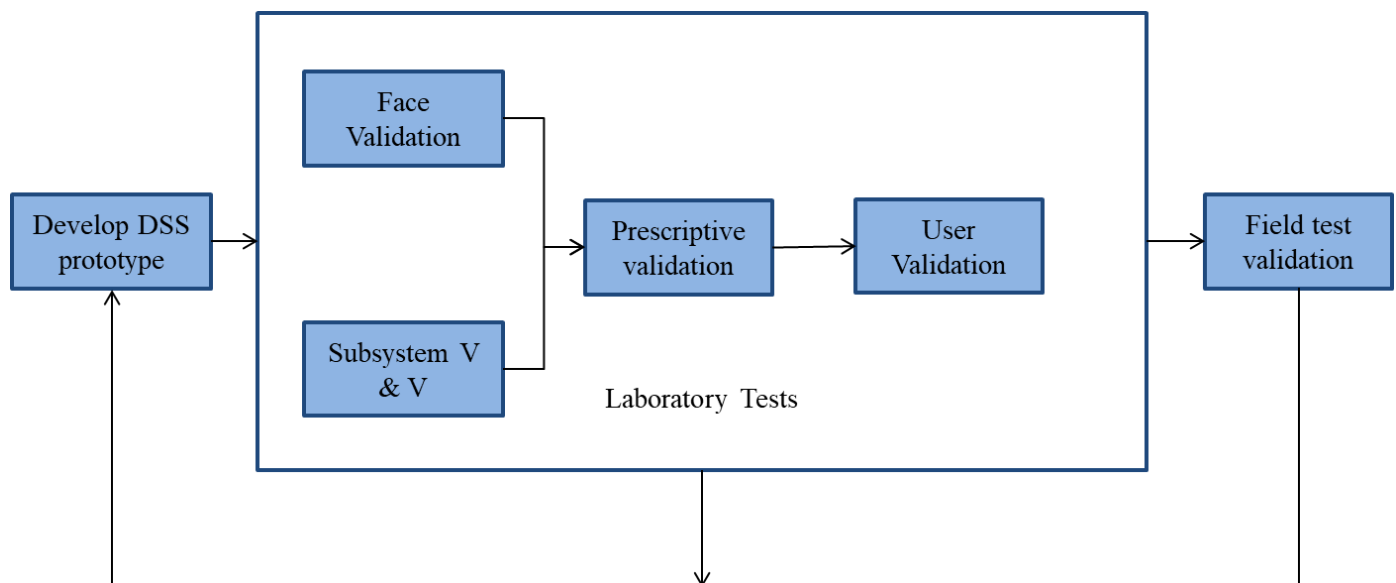 Develop DSS
prototype
Face
Validation
Subsystem V
& V
Prescriptive
validation
User
Validation
Laboratory Tests
Field test
validation